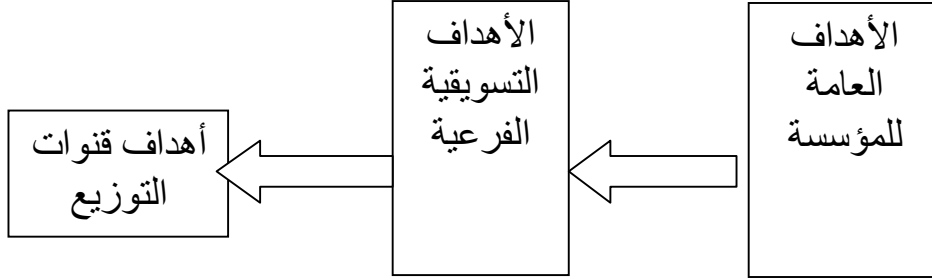 الأهداف
العامة
للمؤسسة
الأهداف
التسويقية
الفرعية
أهداف قنوات
التوزيع